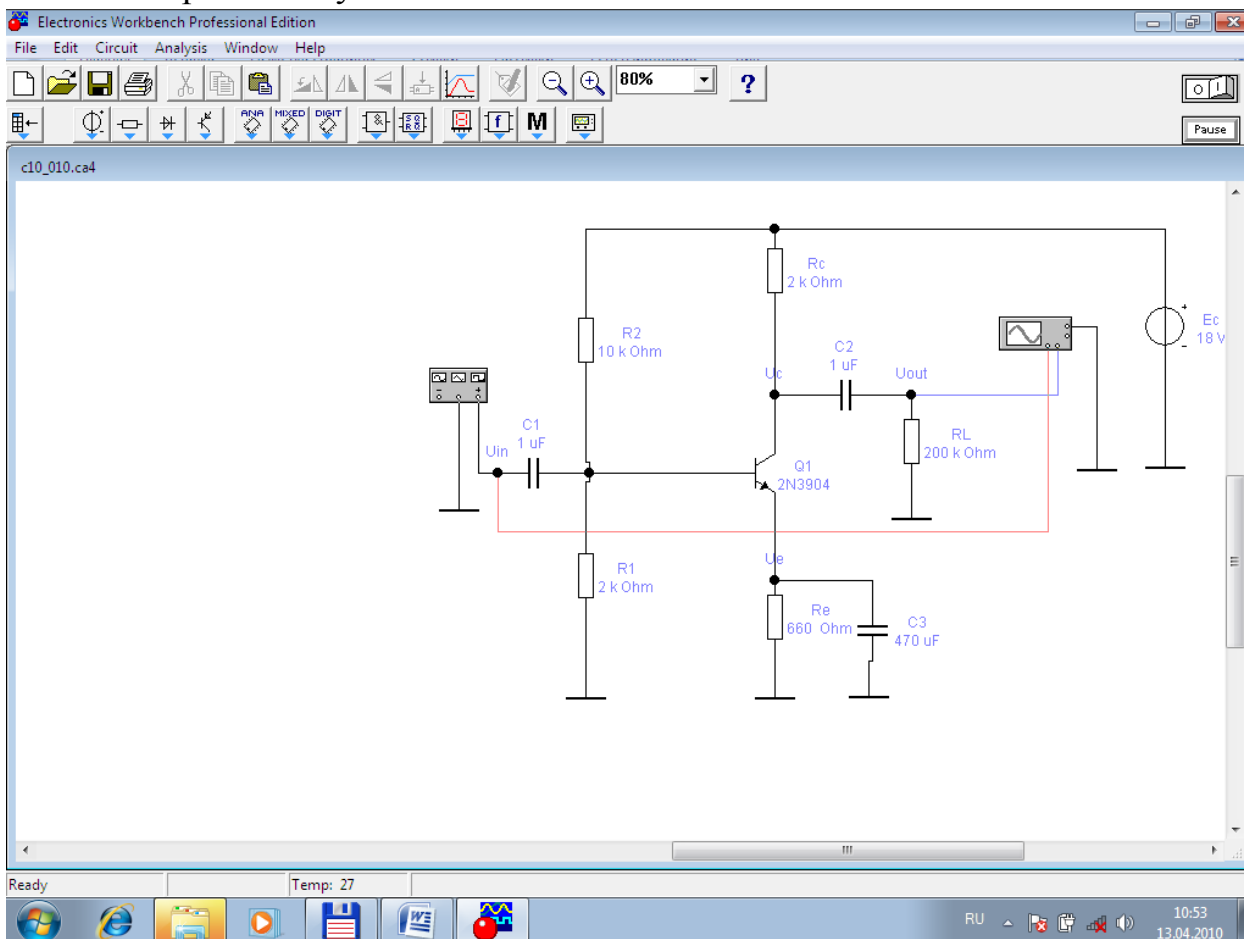 Electronics Workbench Professional Edition
File Edit Circuit Analysis Window Help
80%
?
ANA MIXED DIGIT
f M
Pause
c10_010.ca4
Rc
2 k Ohm
R2
10 k Ohm
Ec
18 V
C2
1 uF
Uc
Uout
C1
1 uF
Uin
RL
200 k Ohm
Q1
2N3904
Ue
R1
2 k Ohm
Re
660 Ohm
C3
470 uF
Ready
Temp: 27
RU
10:53
13.04.2010